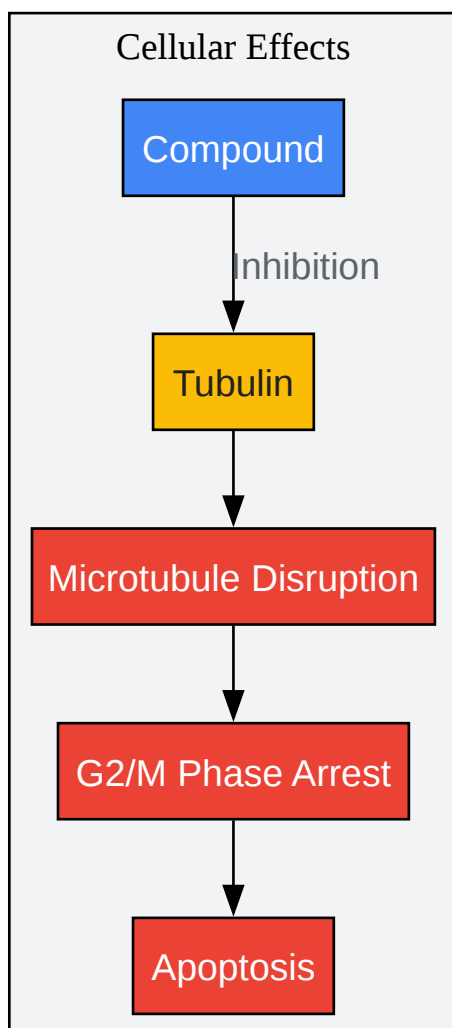 Cellular Effects
Compound
Inhibition
Tubulin
Microtubule Disruption
G2/M Phase Arrest
Apoptosis